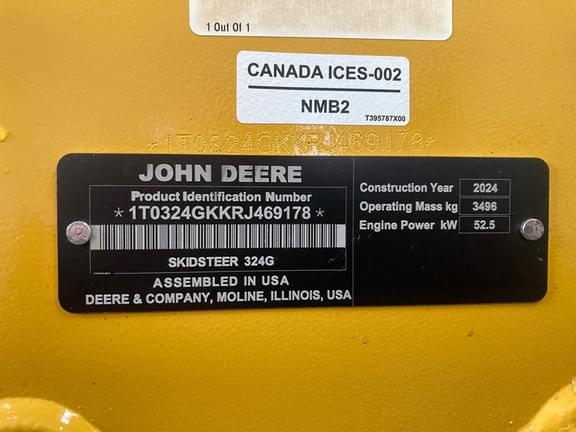 1 Out Of 1
CANADA ICES-002
NMB2
T395787X00
*1T0324GKKRJ469178*
JOHN DEERE
Product Identification Number
*1T0324GKKRJ469178*
SKIDSTEER 324G
ASSEMBLED IN USA
DEERE & COMPANY, MOLINE, ILLINOIS, USA
Construction Year 2024
Operating Mass kg 3496
Engine Power kW 52.5